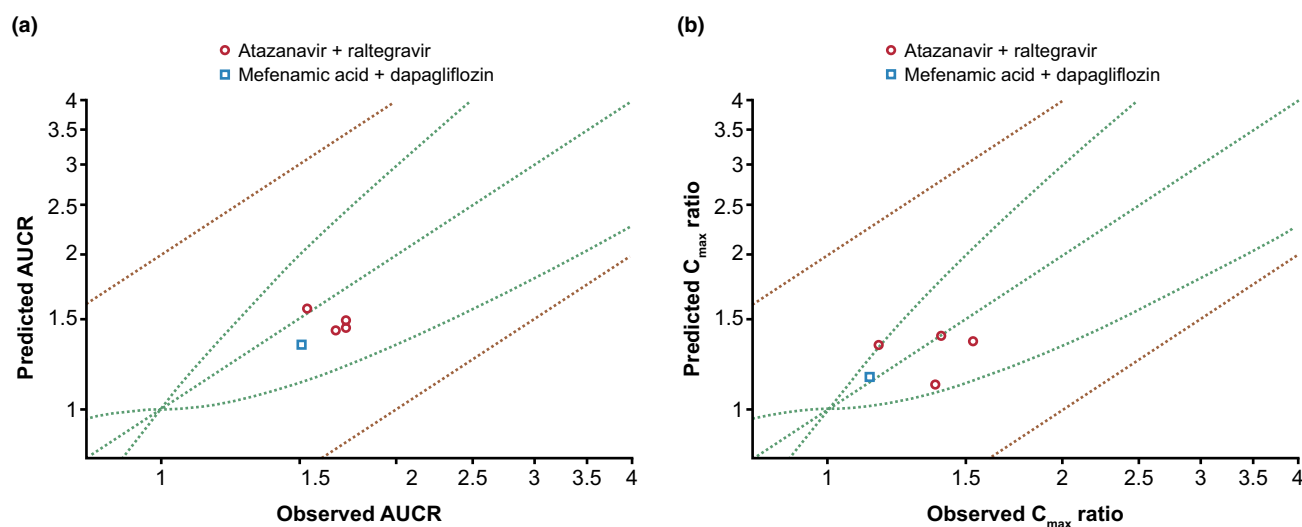 (a)
Atazanavir + raltegravir
Mefenamic acid + dapagliflozin
4
3.5
3
2.5
2
1.5
1
Predicted AUCR
1 1.5 2 2.5 3 3.5 4
Observed AUCR
(b)
Atazanavir + raltegravir
Mefenamic acid + dapagliflozin
4
3.5
3
2.5
2
1.5
1
Predicted Cmax ratio
1 1.5 2 2.5 3 3.5 4
Observed Cmax ratio